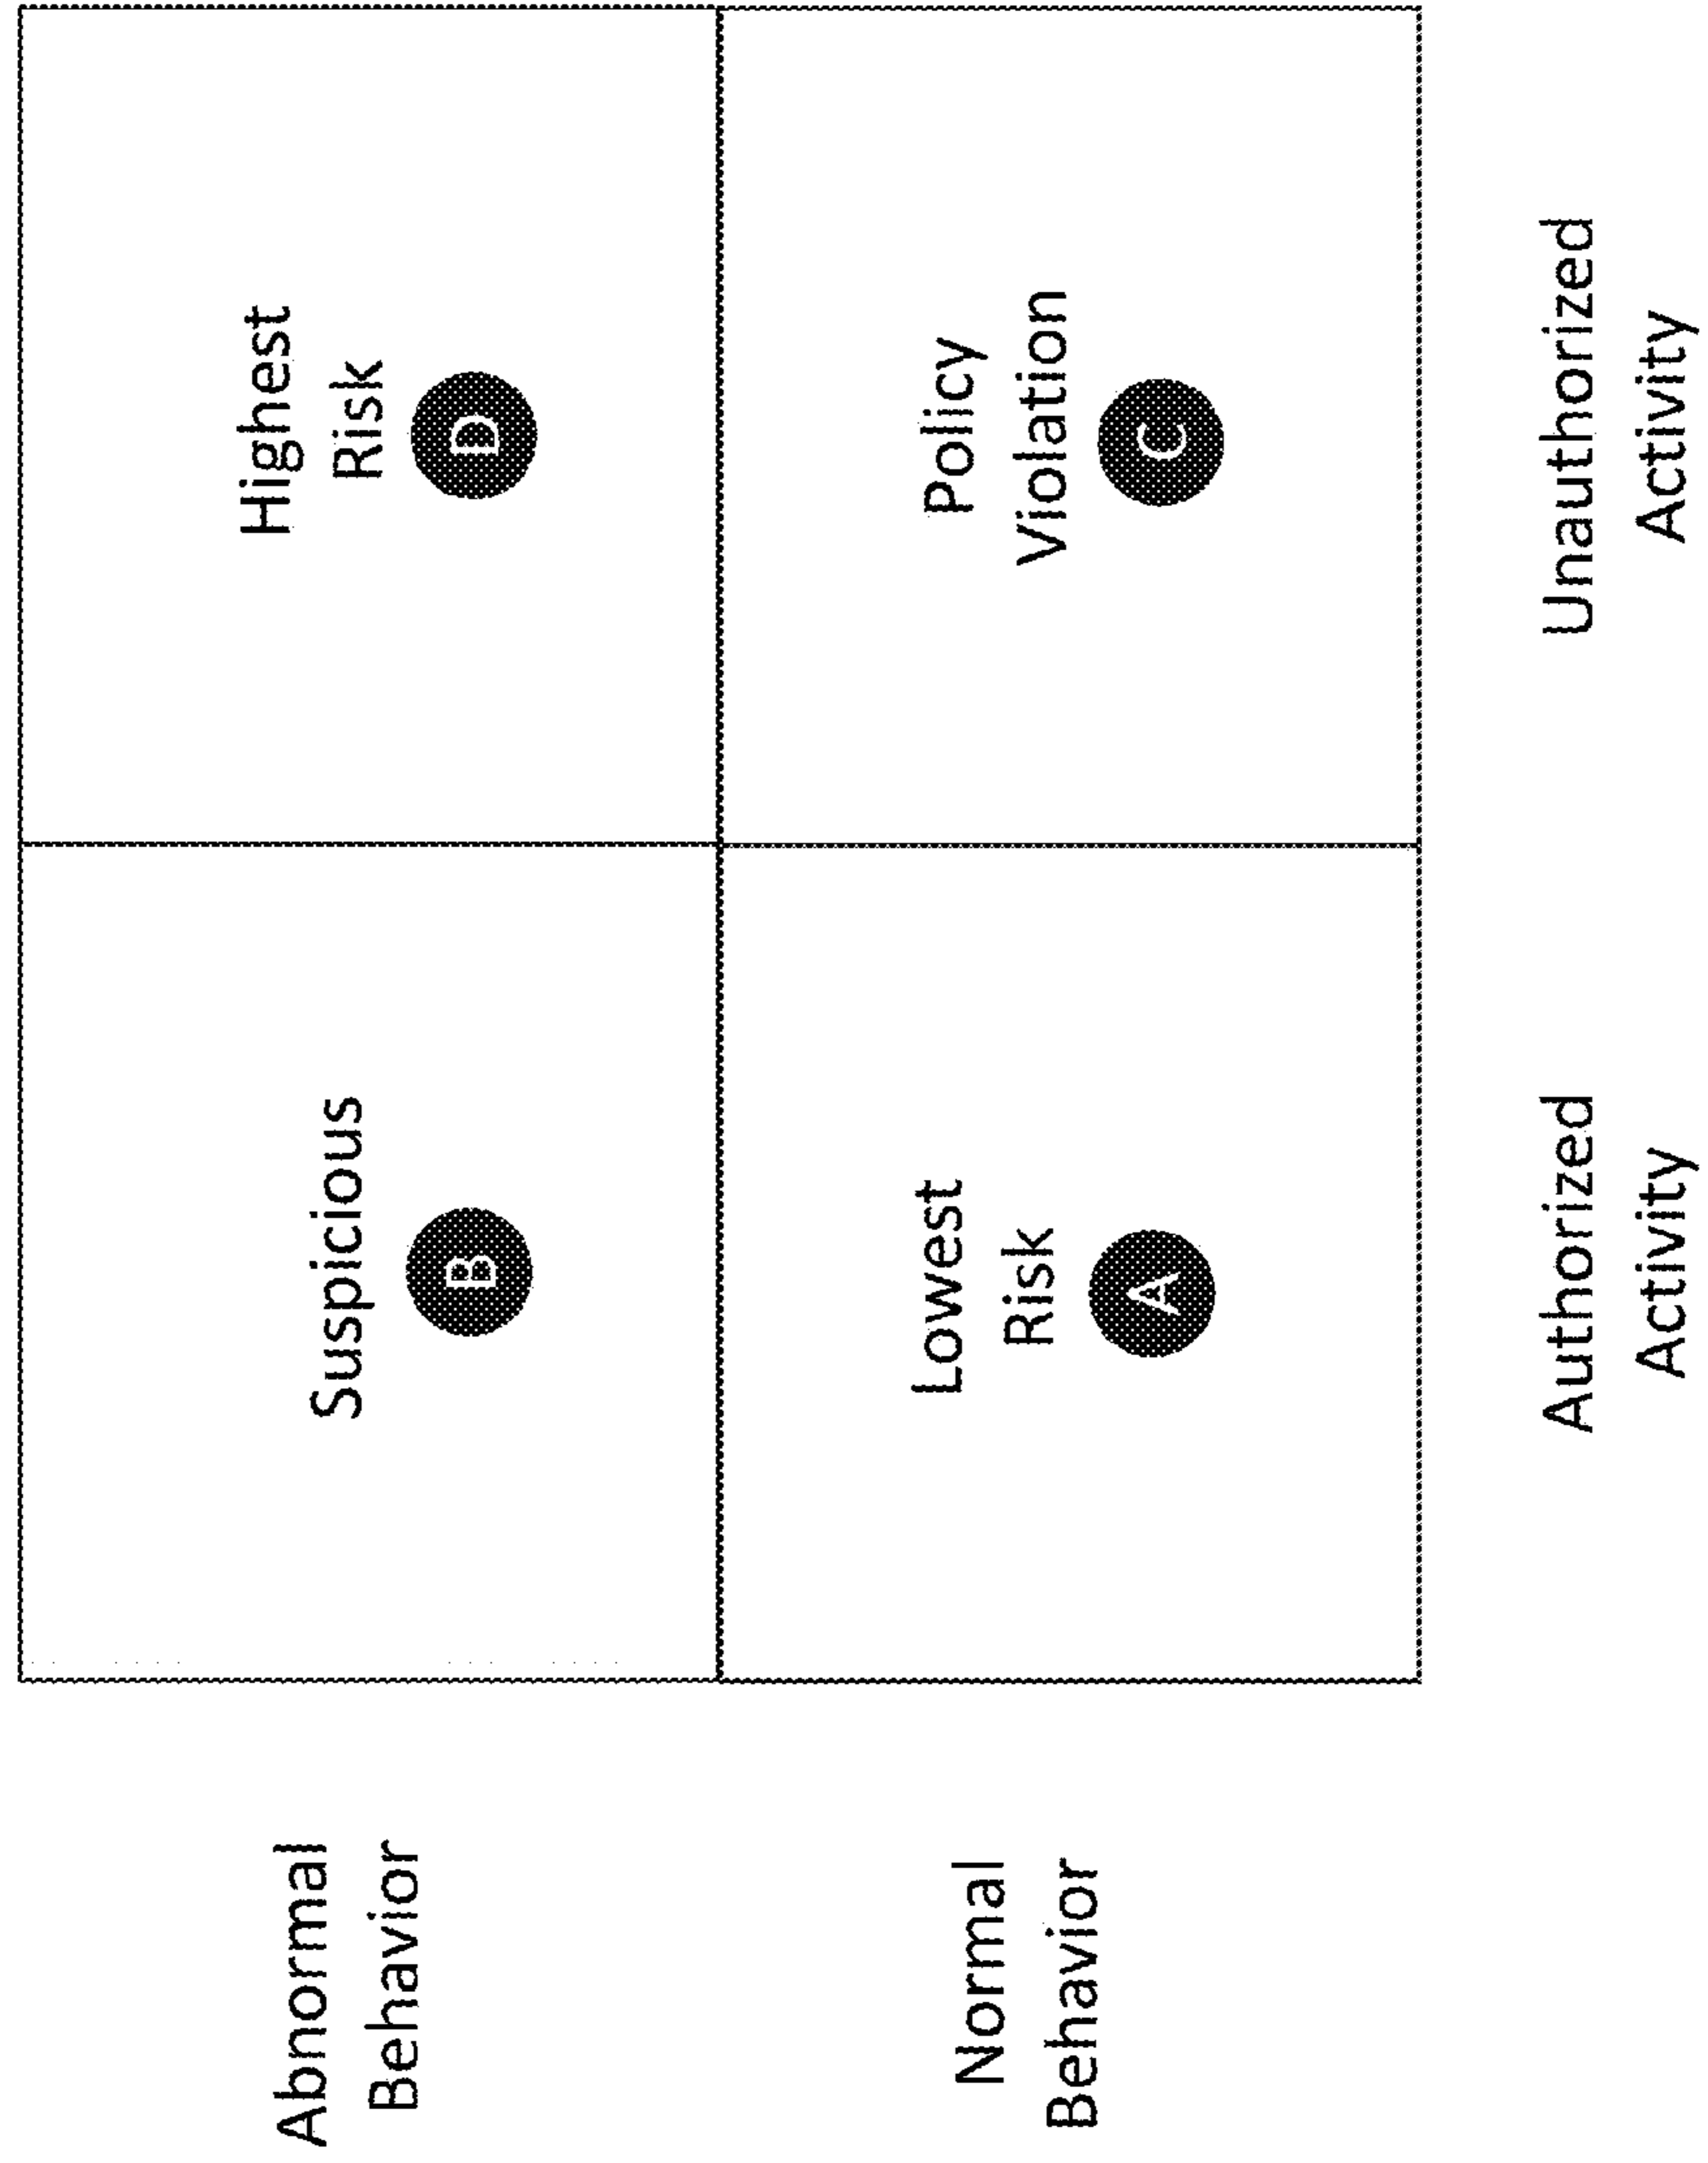 Abnormal
Behavior
Suspicious
B
Highest
Risk
D
Normal
Behavior
Lowest
Risk
A
Policy
Violation
C
Authorized
Activity
Unauthorized
Activity